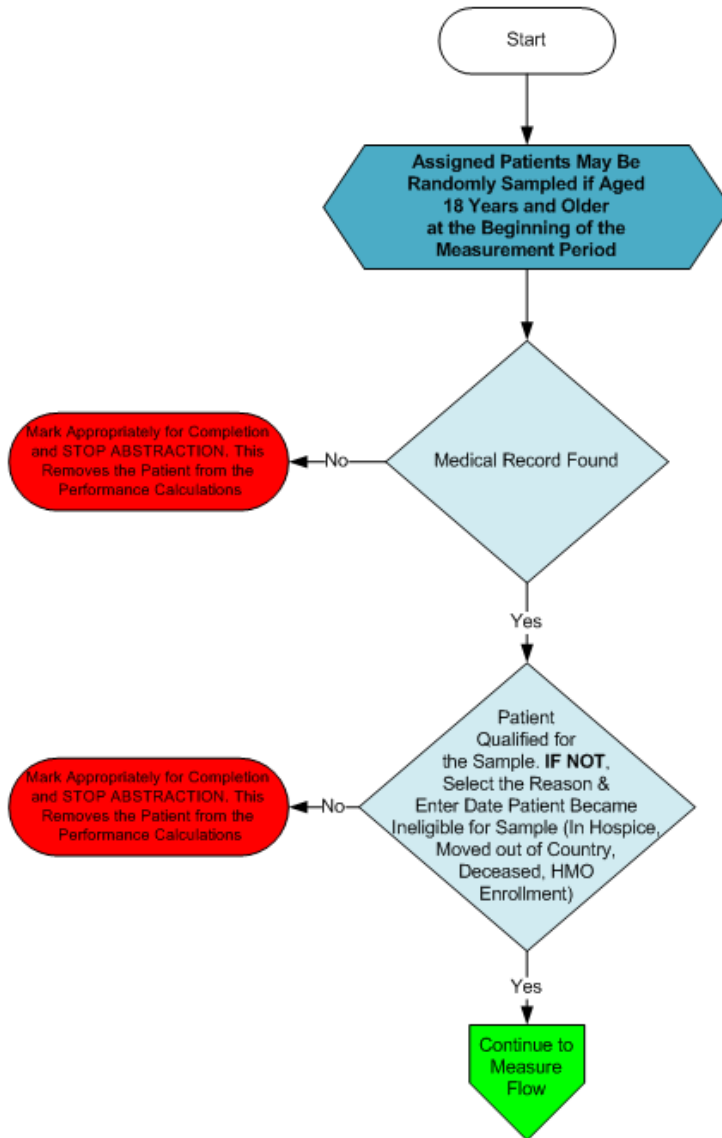 Start
Assigned Patients May Be
Randomly Sampled if Aged
18 Years and Older
at the Beginning of the
Measurement Period
Medical Record Found
No
Mark Appropriately for Completion
and STOP ABSTRACTION. This
Removes the Patient from the
Performance Calculations
Yes
Patient
Qualified for
the Sample. IF NOT,
Select the Reason &
Enter Date Patient Became
Ineligible for Sample (In Hospice,
Moved out of Country,
Deceased, HMO
Enrollment)
No
Mark Appropriately for Completion
and STOP ABSTRACTION. This
Removes the Patient from the
Performance Calculations
Yes
Continue to
Measure
Flow